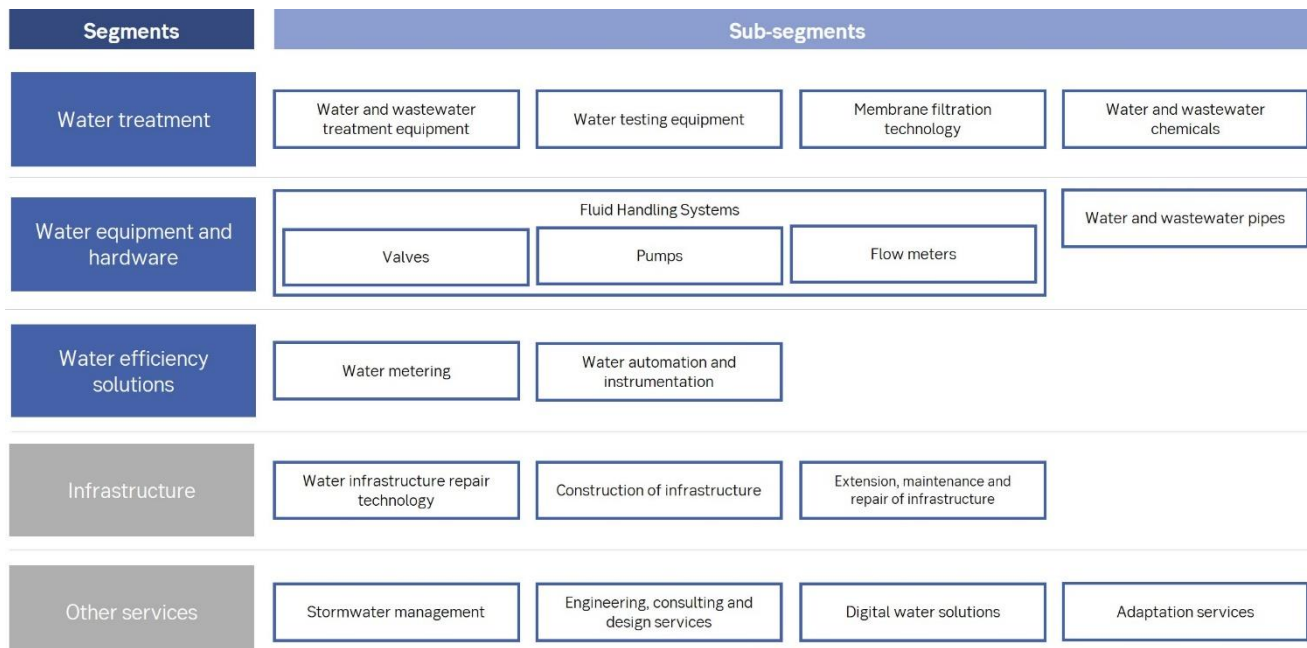 Segments
Sub-segments
Water treatment
Water and wastewater
treatment equipment
Water testing equipment
Membrane filtration
technology
Water and wastewater
chemicals
Water equipment and
hardware
Fluid Handling Systems
Valves
Pumps
Flow meters
Water and wastewater pipes
Water efficiency
solutions
Water metering
Water automation and
instrumentation
Infrastructure
Water infrastructure repair
technology
Construction of infrastructure
Extension, maintenance and
repair of infrastructure
Other services
Stormwater management
Engineering, consulting and
design services
Digital water solutions
Adaptation services